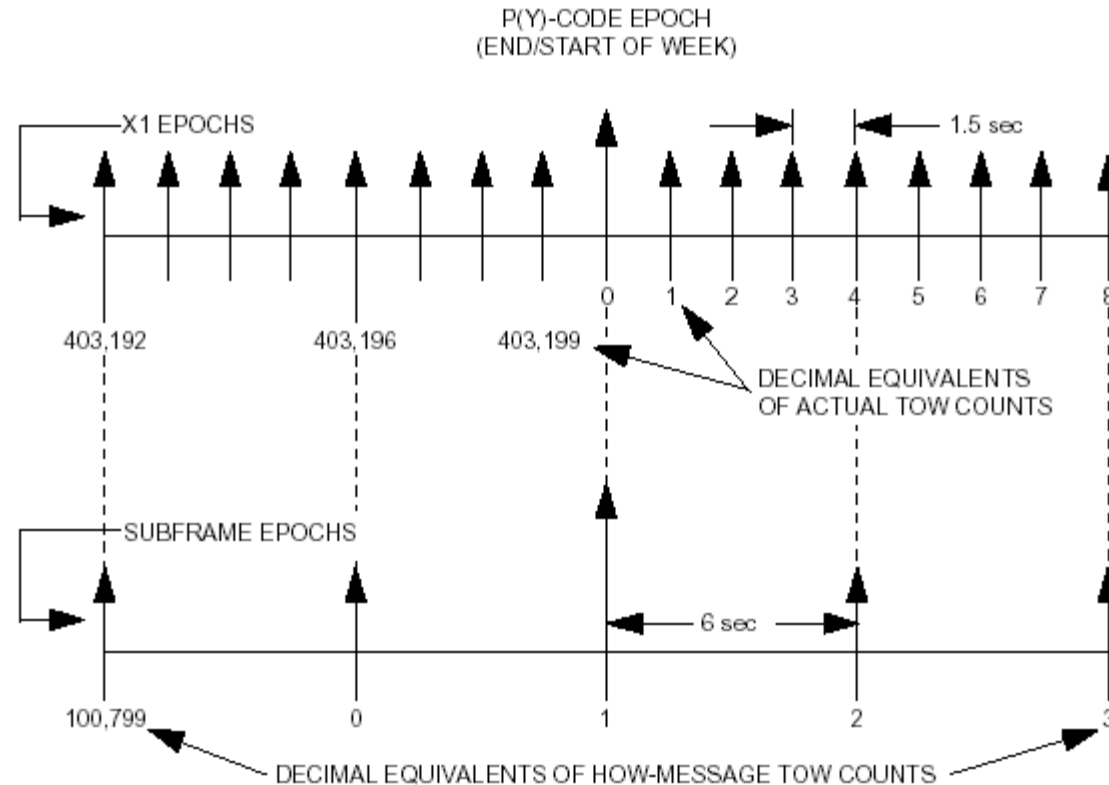 P(Y)-CODE EPOCH
(END/START OF WEEK)
X1 EPOCHS
1.5 sec
0 1 2 3 4 5 6 7 8
403,192 403,196 403,199
DECIMAL EQUIVALENTS
OF ACTUAL TOW COUNTS
SUBFRAME EPOCHS
6 sec
100,799 0 1 2 3
DECIMAL EQUIVALENTS OF HOW-MESSAGE TOW COUNTS